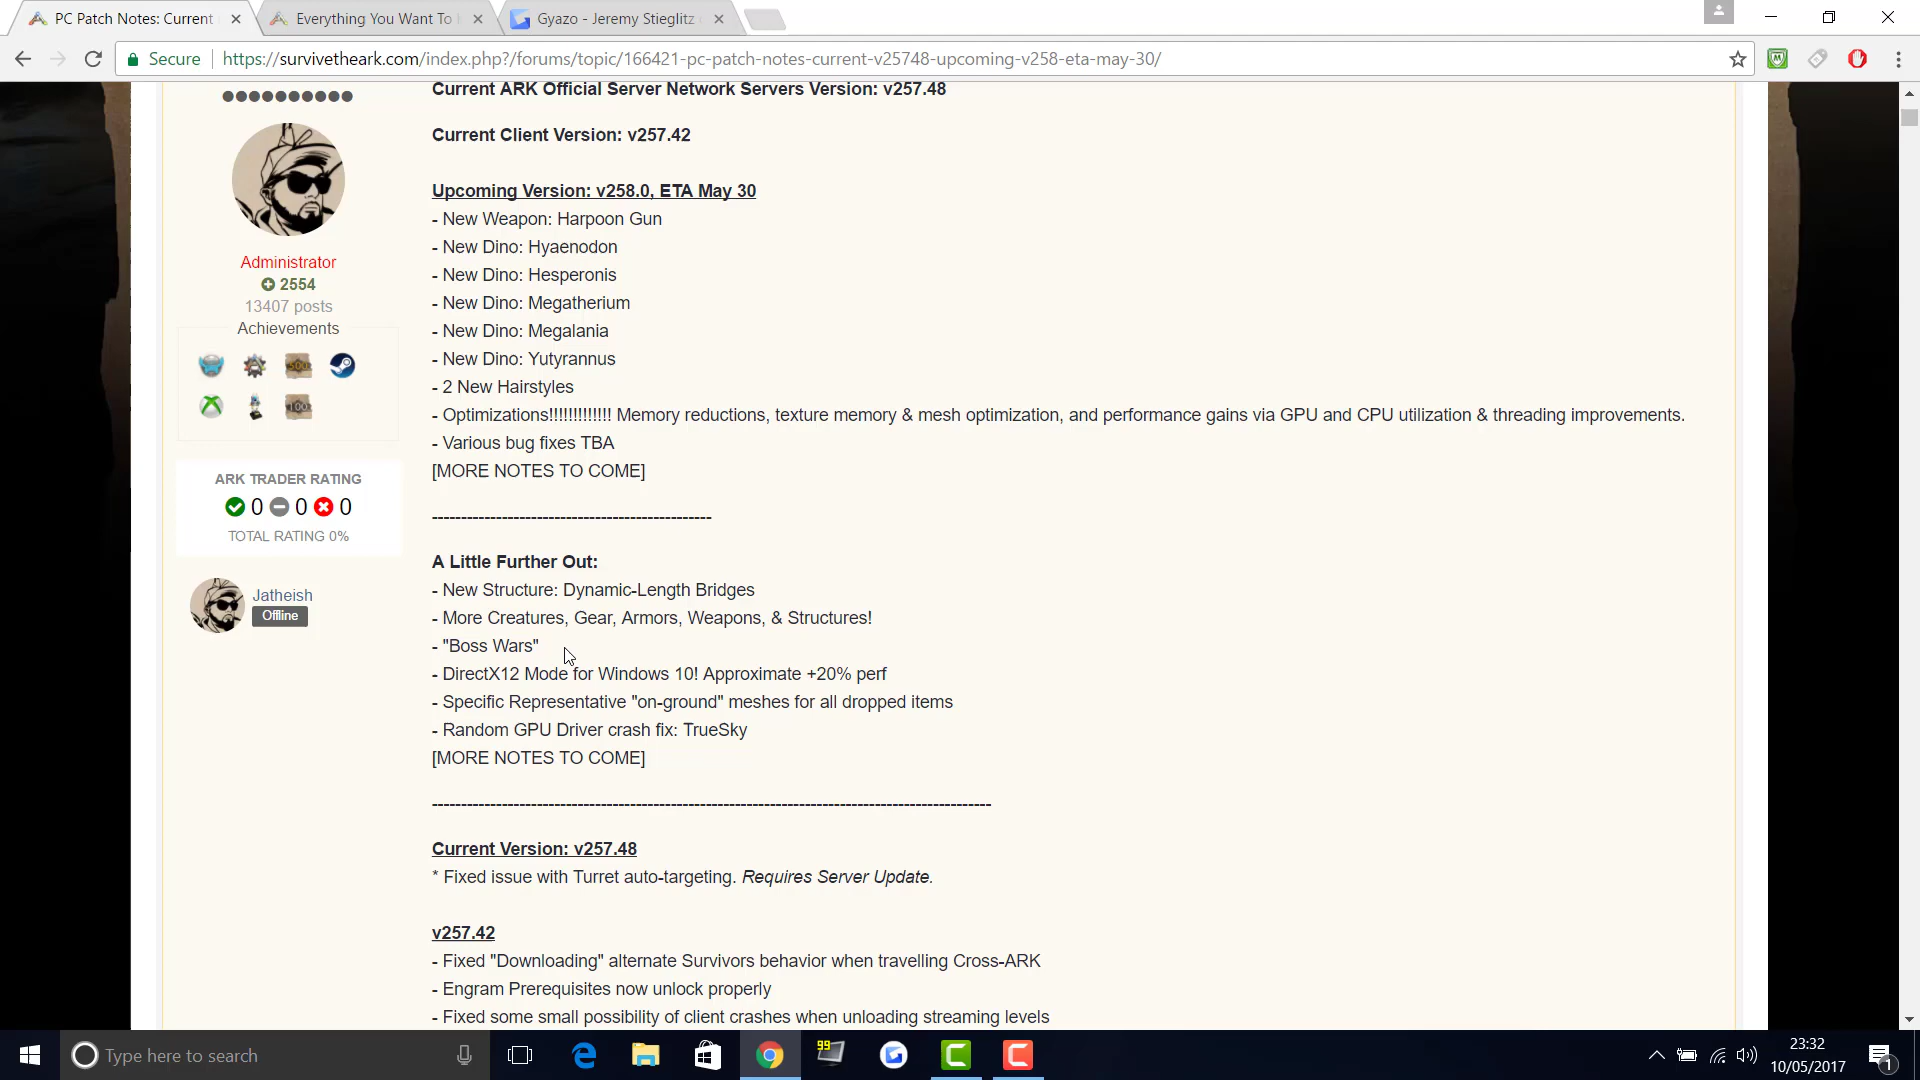 PC Patch Notes: Current
Everything You Want To
Gyazo - Jeremy Stieglitz
Secure
https://survivetheark.com/index.php?/forums/topic/166421-pc-patch-notes-current-v25748-upcoming-v258-eta-may-30/
Current ARK Official Server Network Servers Version: v257.48
Current Client Version: v257.42
Administrator
2554
13407 posts
Achievements
500
100
ARK TRADER RATING
0 0 0
TOTAL RATING 0%
Jatheish
Offline
Upcoming Version: v258.0, ETA May 30
- New Weapon: Harpoon Gun
- New Dino: Hyaenodon
- New Dino: Hesperonis
- New Dino: Megatherium
- New Dino: Megalania
- New Dino: Yutyrannus
- 2 New Hairstyles
- Optimizations!!!!!!!!!!!!! Memory reductions, texture memory & mesh optimization, and performance gains via GPU and CPU utilization & threading improvements.
- Various bug fixes TBA
[MORE NOTES TO COME]
------------------------------------------------
A Little Further Out:
- New Structure: Dynamic-Length Bridges
- More Creatures, Gear, Armors, Weapons, & Structures!
- "Boss Wars"
- DirectX12 Mode for Windows 10! Approximate +20% perf
- Specific Representative "on-ground" meshes for all dropped items
- Random GPU Driver crash fix: TrueSky
[MORE NOTES TO COME]
------------------------------------------------------------------------------------------------
Current Version: v257.48
* Fixed issue with Turret auto-targeting. Requires Server Update.
v257.42
- Fixed "Downloading" alternate Survivors behavior when travelling Cross-ARK
- Engram Prerequisites now unlock properly
- Fixed some small possibility of client crashes when unloading streaming levels
Type here to search
99
23:32
10/05/2017
1